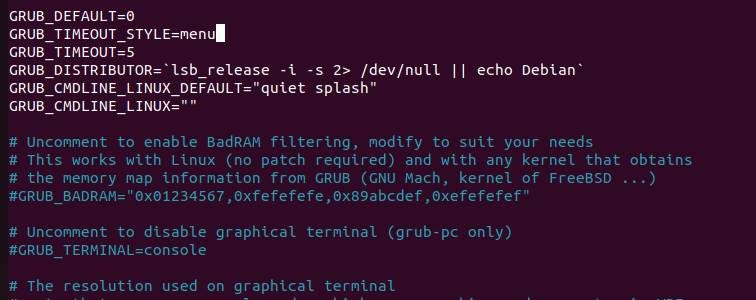 GRUB_DEFAULT=0
GRUB_TIMEOUT_STYLE=menu
GRUB_TIMEOUT=5
GRUB_DISTRIBUTOR=`lsb_release -i -s 2> /dev/null || echo Debian`
GRUB_CMDLINE_LINUX_DEFAULT="quiet splash"
GRUB_CMDLINE_LINUX=""
# Uncomment to enable BadRAM filtering, modify to suit your needs
# This works with Linux (no patch required) and with any kernel that obtains
# the memory map information from GRUB (GNU Mach, kernel of FreeBSD ...)
#GRUB_BADRAM="0x01234567,0xfefefefe,0x89abcdef,0xefefefef"
# Uncomment to disable graphical terminal (grub-pc only)
#GRUB_TERMINAL=console
# The resolution used on graphical terminal